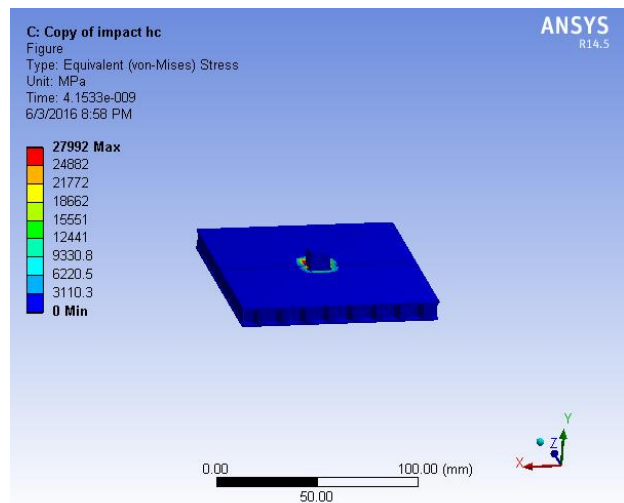 C: Copy of impact hc
Figure
Type: Equivalent (von-Mises) Stress
Unit: MPa
Time: 4.1533e-009
6/3/2016 8:58 PM
ANSYS
R14.5
27992 Max
24882
21772
18662
15551
12441
9330.8
6220.5
3110.3
0 Min
Y
Z
X
0.00
100.00 (mm)
50.00